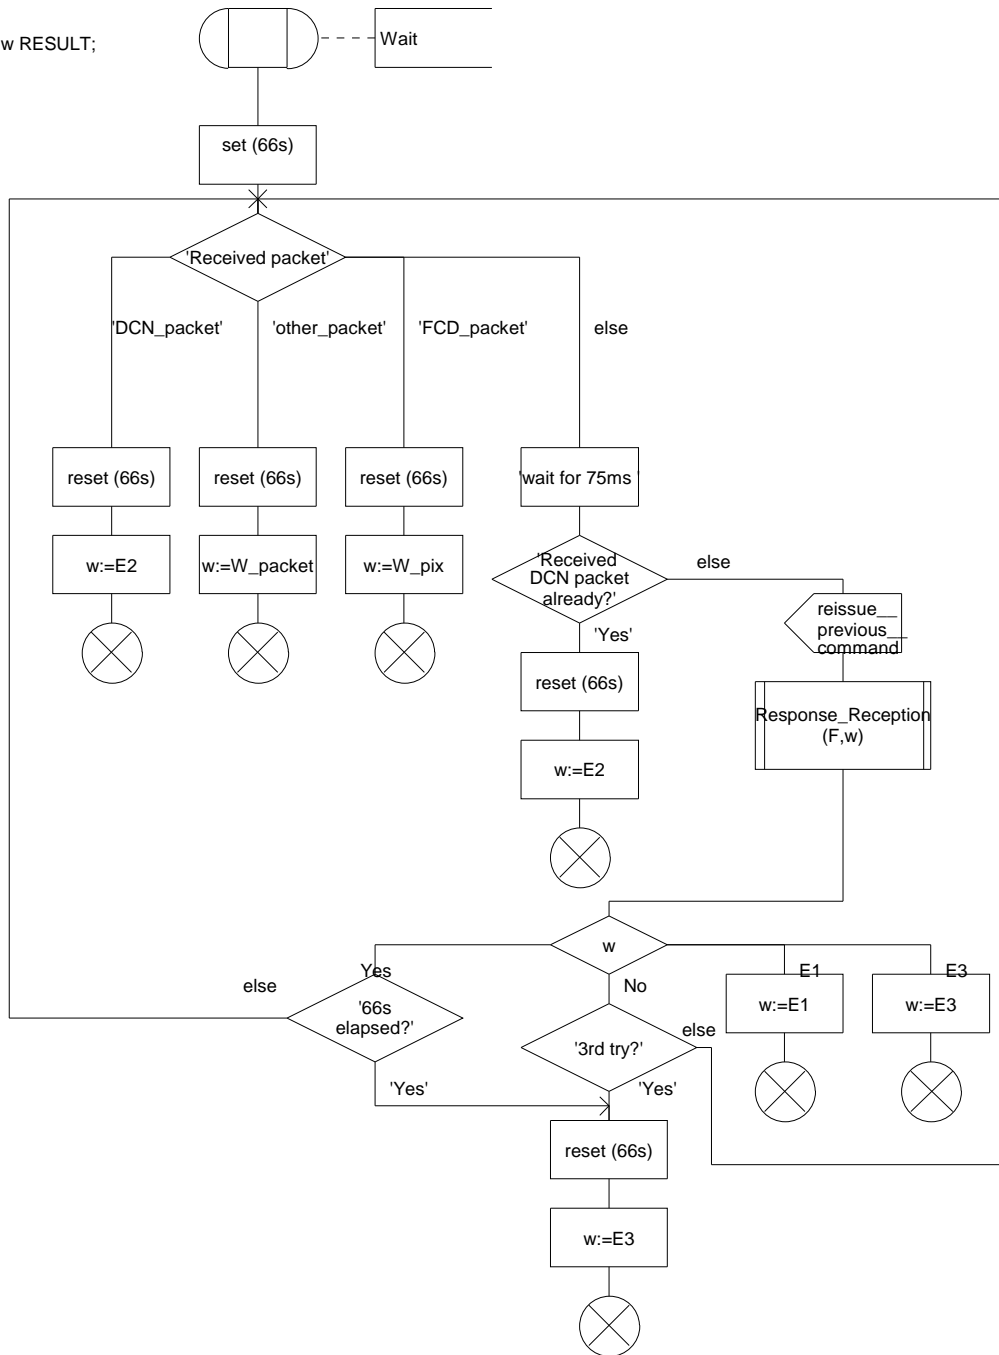 w RESULT;
Wait
set (66s)
'Received packet'
'DCN_packet'
'other_packet'
'FCD_packet'
else
reset (66s)
reset (66s)
reset (66s)
'wait for 75ms '
w:=E2
w:=W_packet
w:=W_pix
'Received
DCN packet
already?'
else
reissue__
previous__
command
'Yes'
reset (66s)
Response_Reception
(F,w)
w:=E2
w
Yes
E1
E3
else
No
'66s
elapsed?'
w:=E1
w:=E3
else
'3rd try?'
'Yes'
'Yes'
reset (66s)
w:=E3